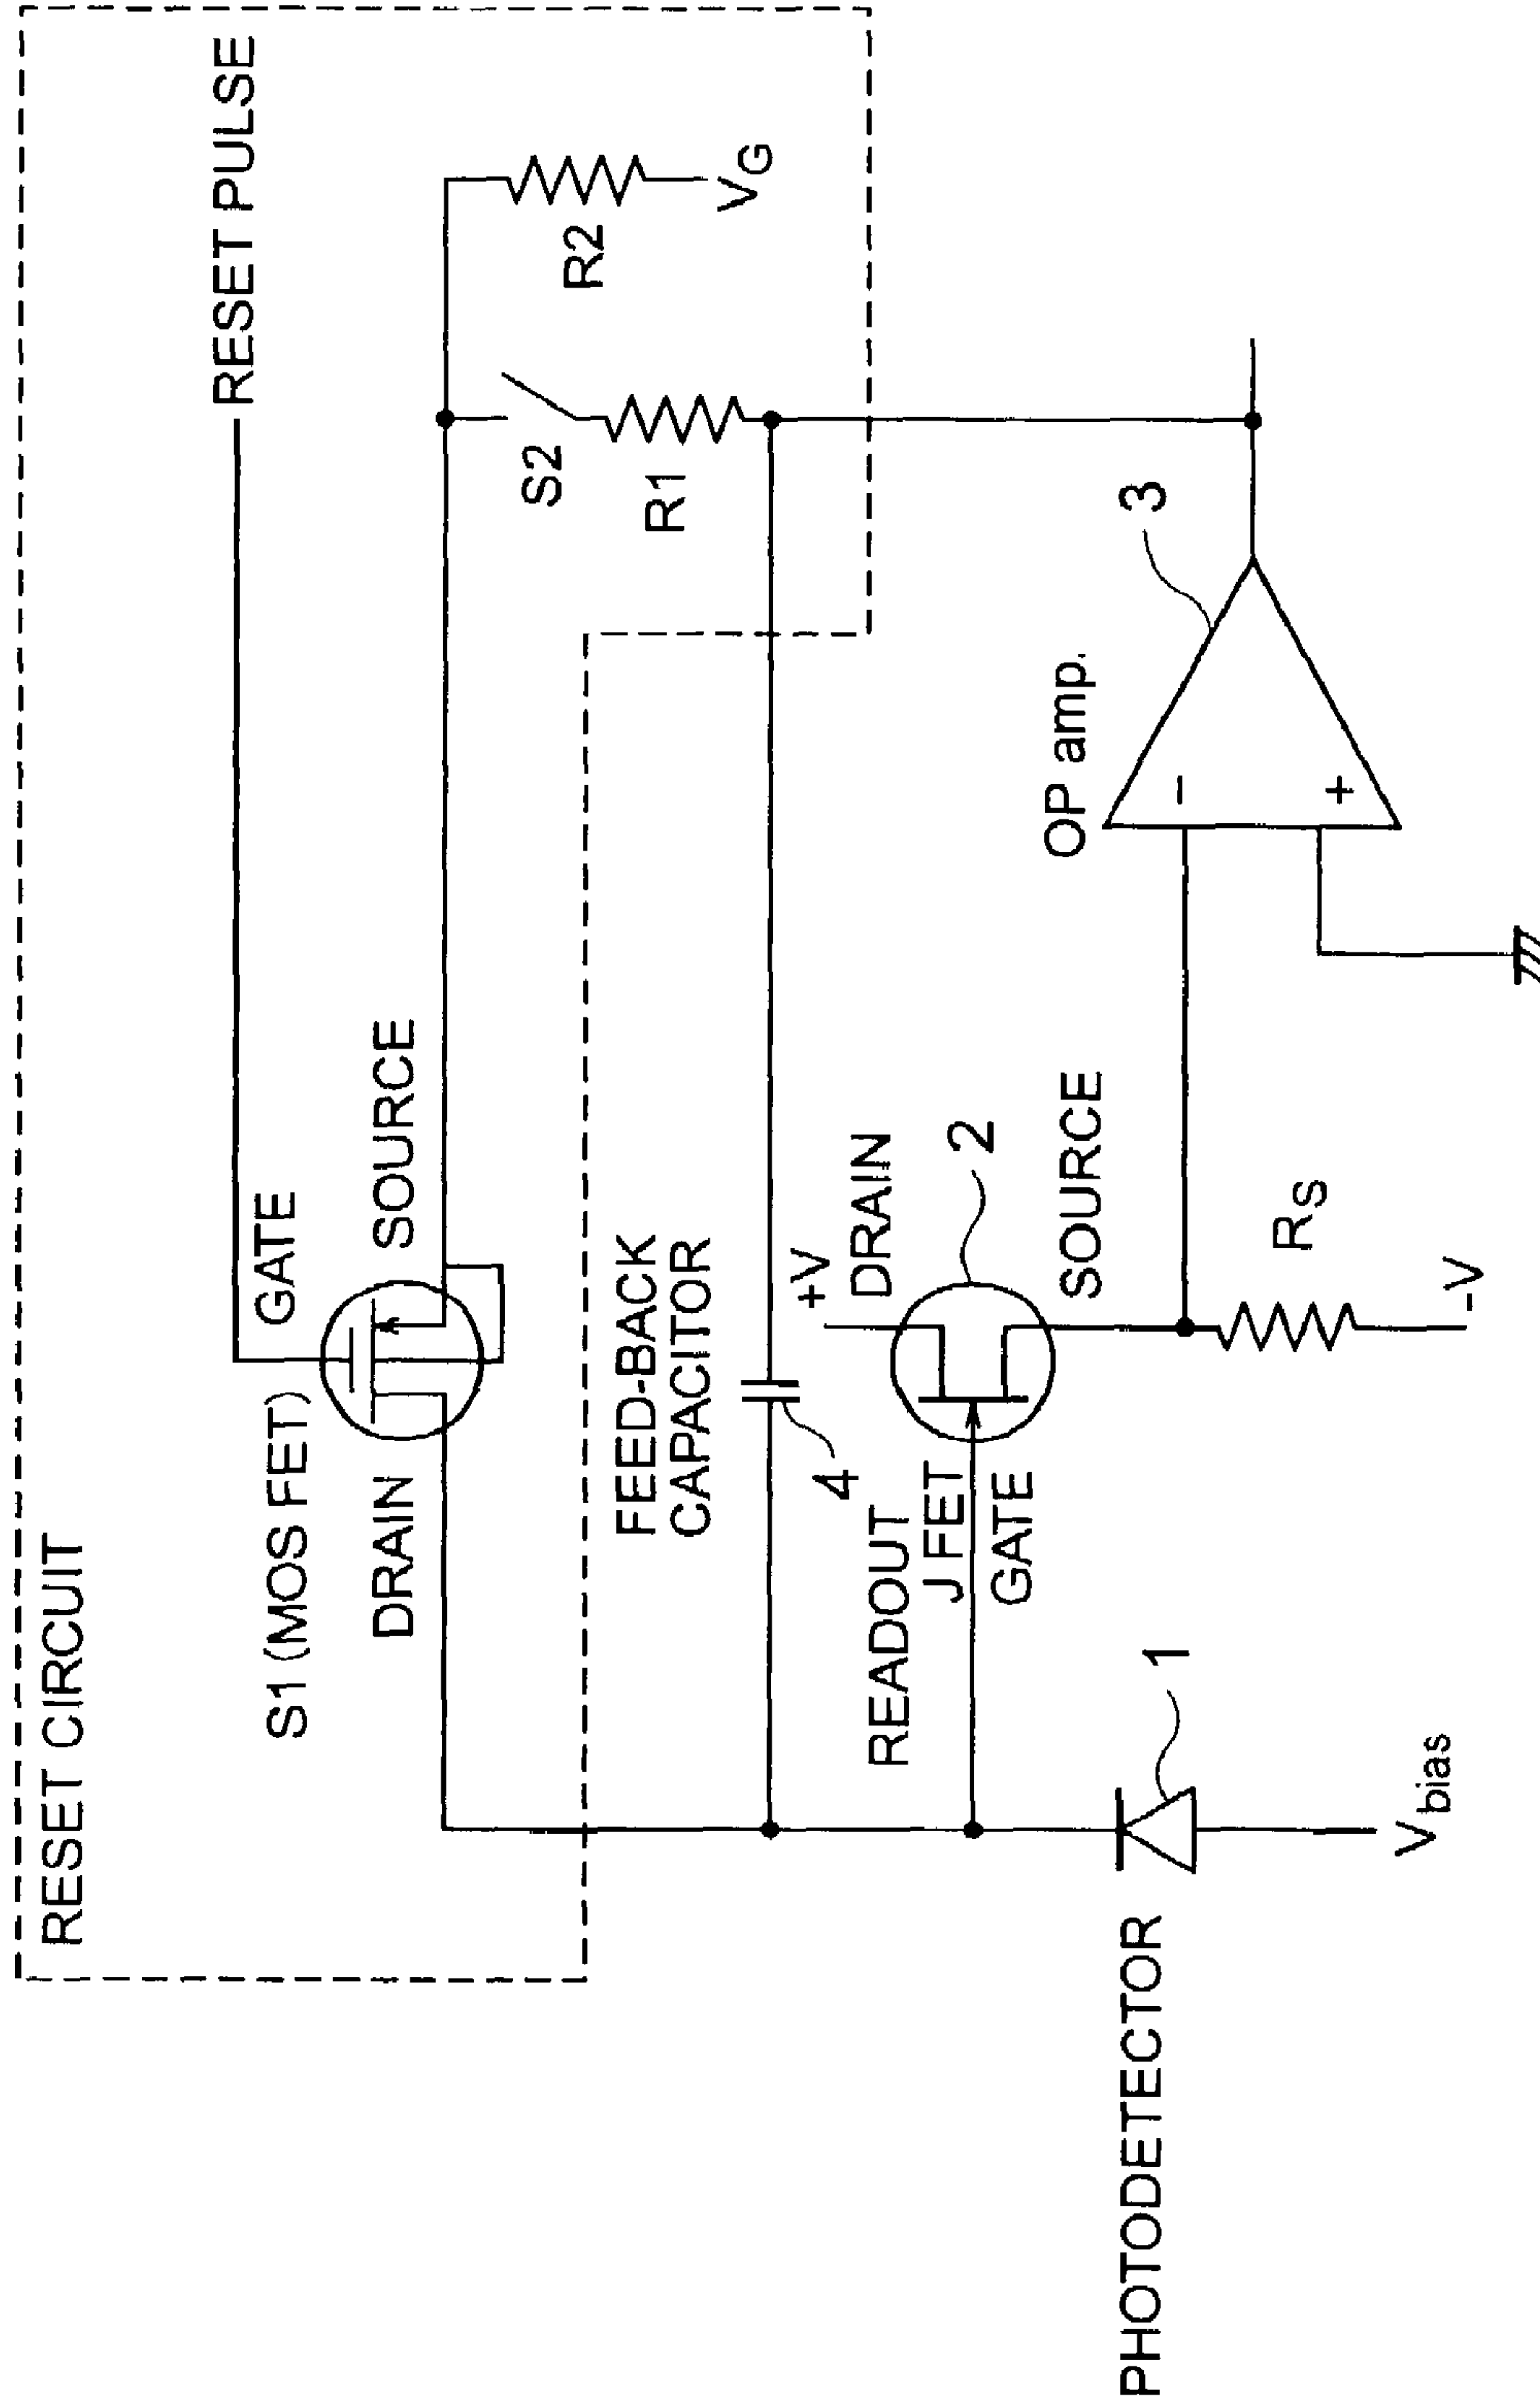 RESET CIRCUIT
RESET PULSE
S1 (MOS FET)
GATE
DRAIN
SOURCE
S2
R2
R1
VG
FEED-BACK
CAPACITOR
4
+V
DRAIN
READOUT
J FET
GATE
2
SOURCE
OP amp.
3
-
+
RS
-V
PHOTODETECTOR
1
Vbias